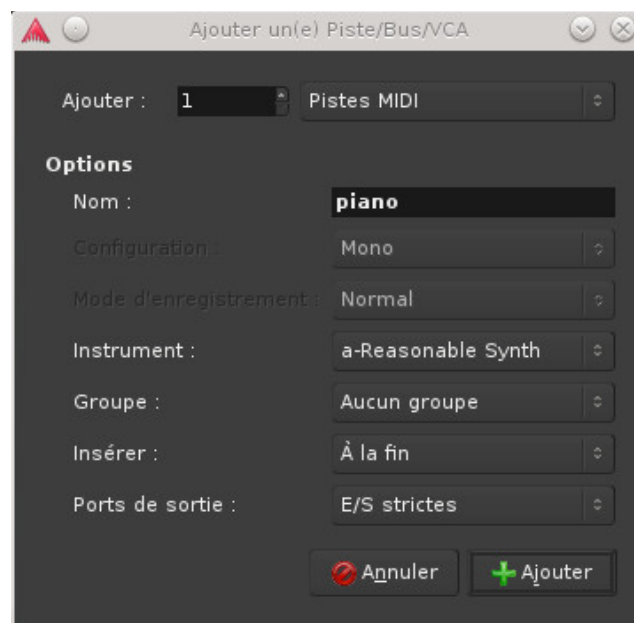 Ajouter un(e) Piste/Bus/VCA
Ajouter : 1 Pistes MIDI
Options
Nom : piano
Configuration : Mono
Mode d'enregistrement : Normal
Instrument : a-Reasonable Synth
Groupe : Aucun groupe
Insérer : À la fin
Ports de sortie : E/S strictes
Annuler Ajouter